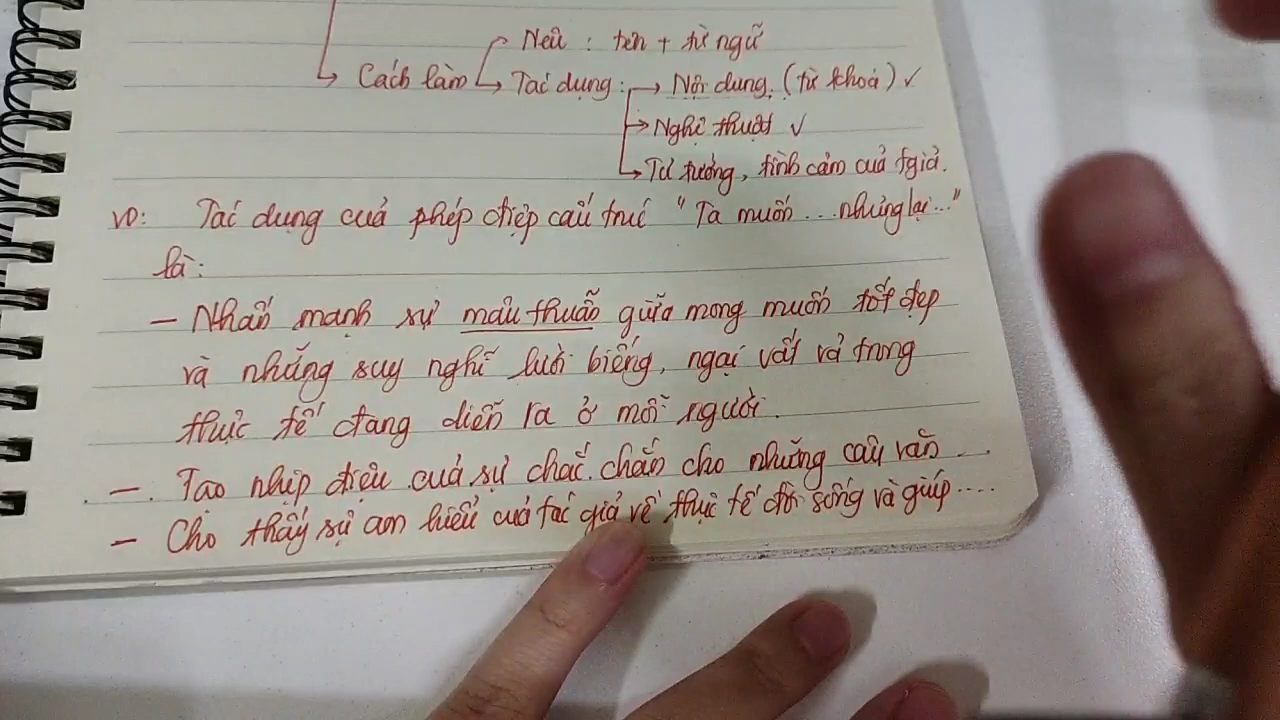 Nêu : tên + từ ngữ
Cách làm Tác dụng : Nội dung. (từ khoá) ✓
Nghệ thuật ✓
Tư tưởng, tình cảm của tgiả.
VD: Tác dụng của phép điệp cấu trúc "Ta muốn ... nhưng lại ..."
là:
- Nhấn mạnh sự mâu thuẫn giữa mong muốn tốt đẹp
và những suy nghĩ lười biếng, ngại vất vả trong
thực tế đang diễn ra ở mỗi người.
- Tạo nhịp điệu của sự chắc chắn cho những câu văn ...
- Cho thấy sự am hiểu của tác giả về thực tế đời sống và giúp ....